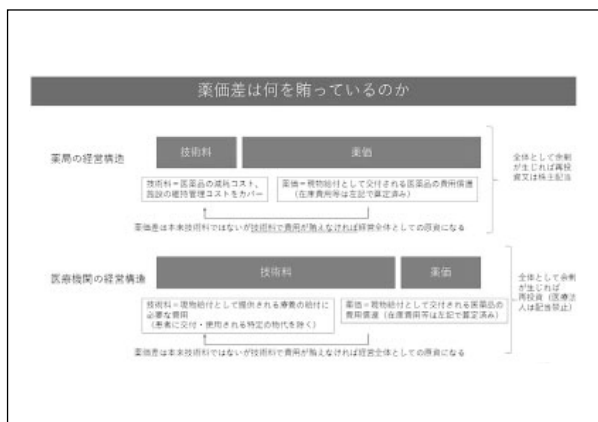 薬価差は何を賄っているのか
薬局の経営構造
技術料
薬価
全体として余剰
が生じれば再投
資又は株主配当
技術料＝医薬品の減耗コスト、
施設の維持管理コストをカバー
薬価＝現物給付として交付される医薬品の費用償還
（在庫費用等は左記で算定済み）
薬価差は本来技術料ではないが技術料で費用が賄えなければ経営全体としての原資になる
医療機関の経営構造
技術料
薬価
全体として余剰
が生じれば
再投資（医療法
人は配当禁止）
技術料＝現物給付として提供される療養の給付に
必要な費用
（患者に交付・使用される特定の物代を除く）
薬価＝現物給付として交付される医薬品の
費用償還（在庫費用等は左記で算定済み）
薬価差は本来技術料ではないが技術料で費用が賄えなければ経営全体としての原資になる